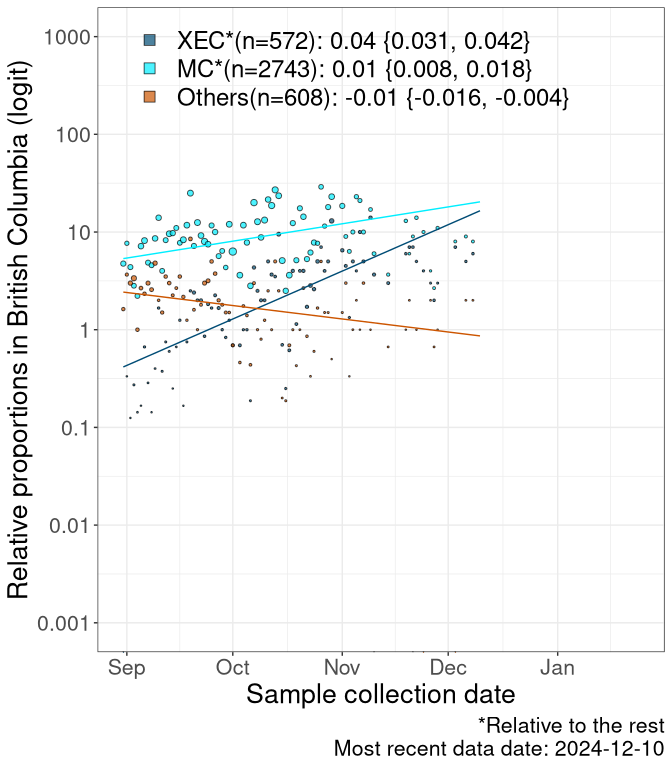 XEC*(n=572): 0.04 {0.031, 0.042}
MC*(n=2743): 0.01 {0.008, 0.018}
Others(n=608): -0.01 {-0.016, -0.004}
Relative proportions in British Columbia (logit)
1000
100
10
1
0.1
0.01
0.001
Sep Oct Nov Dec Jan
Sample collection date
*Relative to the rest
Most recent data date: 2024-12-10